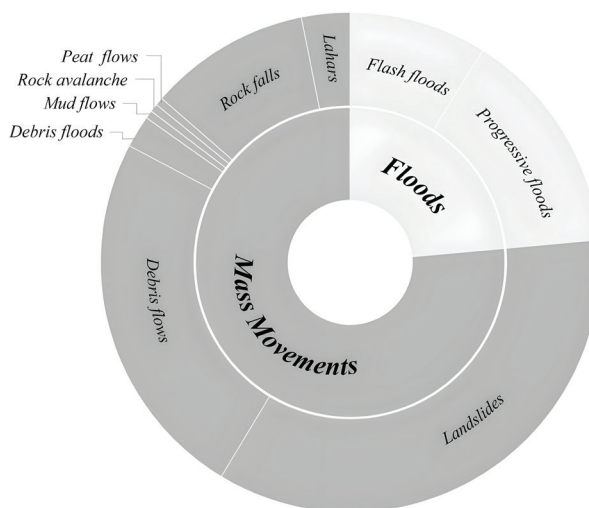 Peat flows
Rock avalanche
Mud flows
Debris floods
Debris flows
Rock falls
Lahars
Flash floods
Progressive floods
Floods
Mass Movements
Landslides